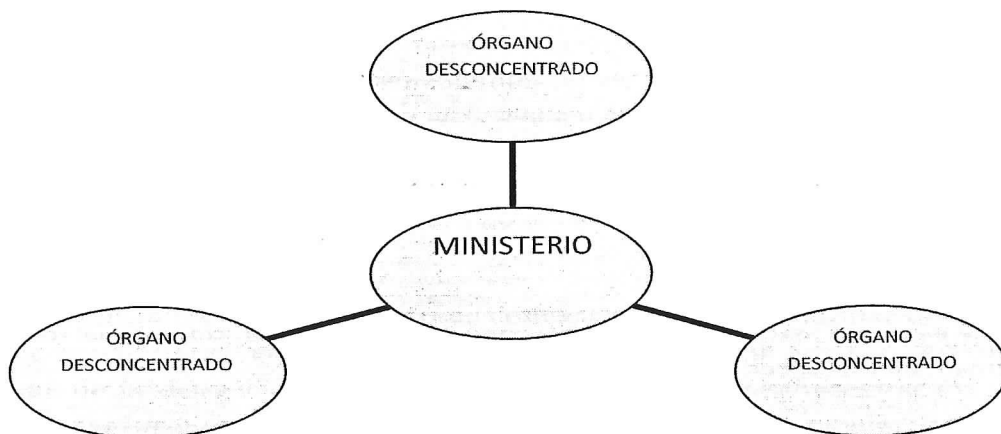 ÓRGANO
DESCONCENTRADO
MINISTERIO
ÓRGANO
DESCONCENTRADO
ÓRGANO
DESCONCENTRADO